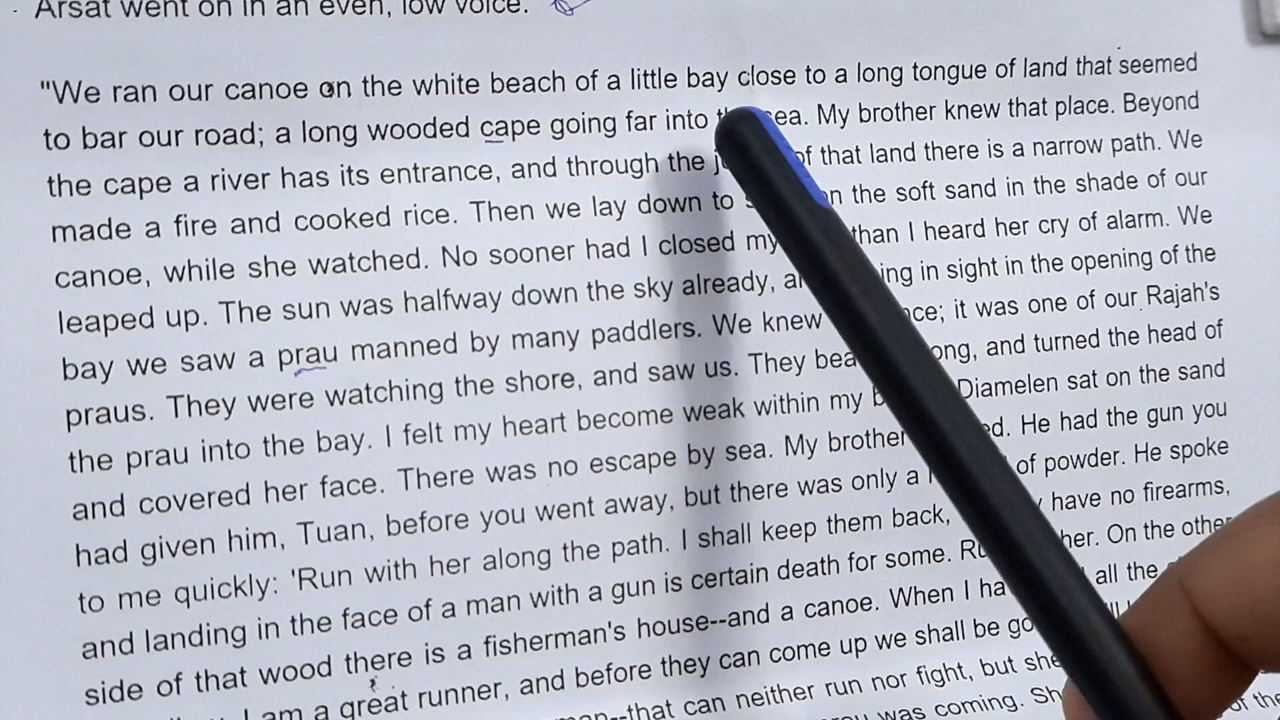 Arsat went on in an even, low voice.
"We ran our canoe on the white beach of a little bay close to a long tongue of land that seemed
to bar our road; a long wooded cape going far into sea. My brother knew that place. Beyond
the cape a river has its entrance, and through the of that land there is a narrow path. We
made a fire and cooked rice. Then we lay down to on the soft sand in the shade of our
canoe, while she watched. No sooner had I closed my than I heard her cry of alarm. We
leaped up. The sun was halfway down the sky already, in sight in the opening of the
bay we saw a prau manned by many paddlers. We knew it was one of our Rajah's
praus. They were watching the shore, and saw us. They and turned the head of
the prau into the bay. I felt my heart become weak within my Diamelen sat on the sand
and covered her face. There was no escape by sea. My brother He had the gun you
had given him, Tuan, before you went away, but there was only a of powder. He spoke
to me quickly: 'Run with her along the path. I shall keep them back, have no firearms,
and landing in the face of a man with a gun is certain death for some. her. On the other
side of that wood there is a fisherman's house--and a canoe. When I all the
I am a great runner, and before they can come up we shall be
that can neither run nor fight, but
was coming.